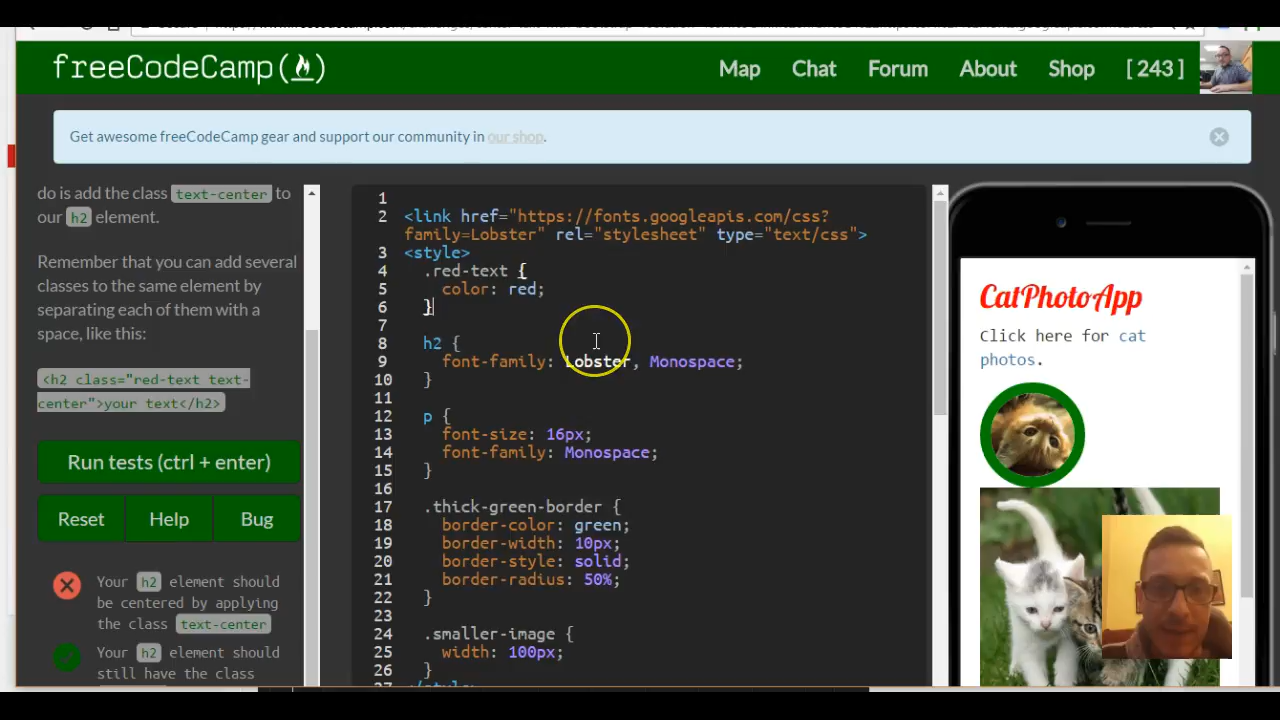 freeCodeCamp(🔥)
Map Chat Forum About Shop [ 243 ]
Get awesome freeCodeCamp gear and support our community in our shop.
do is add the class text-center to
our h2 element.
Remember that you can add several
classes to the same element by
separating each of them with a
space, like this:
<h2 class="red-text text-
center">your text</h2>
Run tests (ctrl + enter)
Reset Help Bug
Your h2 element should
be centered by applying
the class text-center
Your h2 element should
still have the class
1
2 <link href="https://fonts.googleapis.com/css?
family=Lobster" rel="stylesheet" type="text/css">
3 <style>
4 .red-text {
5 color: red;
6 }
7
8 h2 {
9 font-family: Lobster, Monospace;
10 }
11
12 p {
13 font-size: 16px;
14 font-family: Monospace;
15 }
16
17 .thick-green-border {
18 border-color: green;
19 border-width: 10px;
20 border-style: solid;
21 border-radius: 50%;
22 }
23
24 .smaller-image {
25 width: 100px;
26 }
27 </style>
CatPhotoApp
Click here for cat
photos.